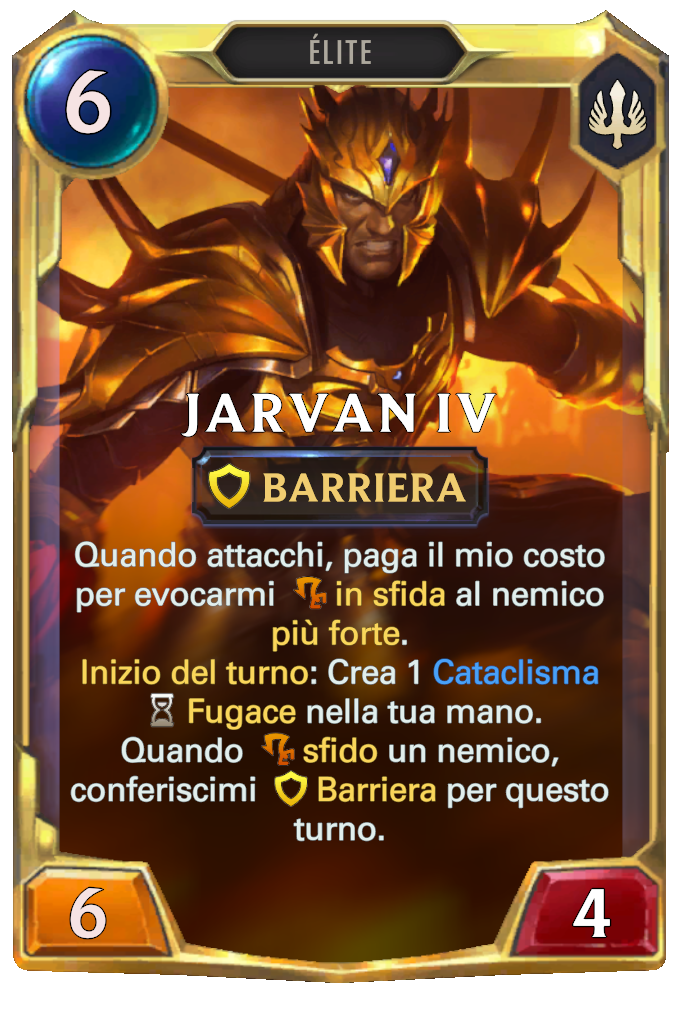 ÉLITE
6
JARVAN IV
BARRIERA
Quando attacchi, paga il mio costo
per evocarmi in sfida al nemico
più forte.
Inizio del turno: Crea 1 Cataclisma
Fugace nella tua mano.
Quando sfido un nemico,
conferiscimi Barriera per questo
turno.
6 4